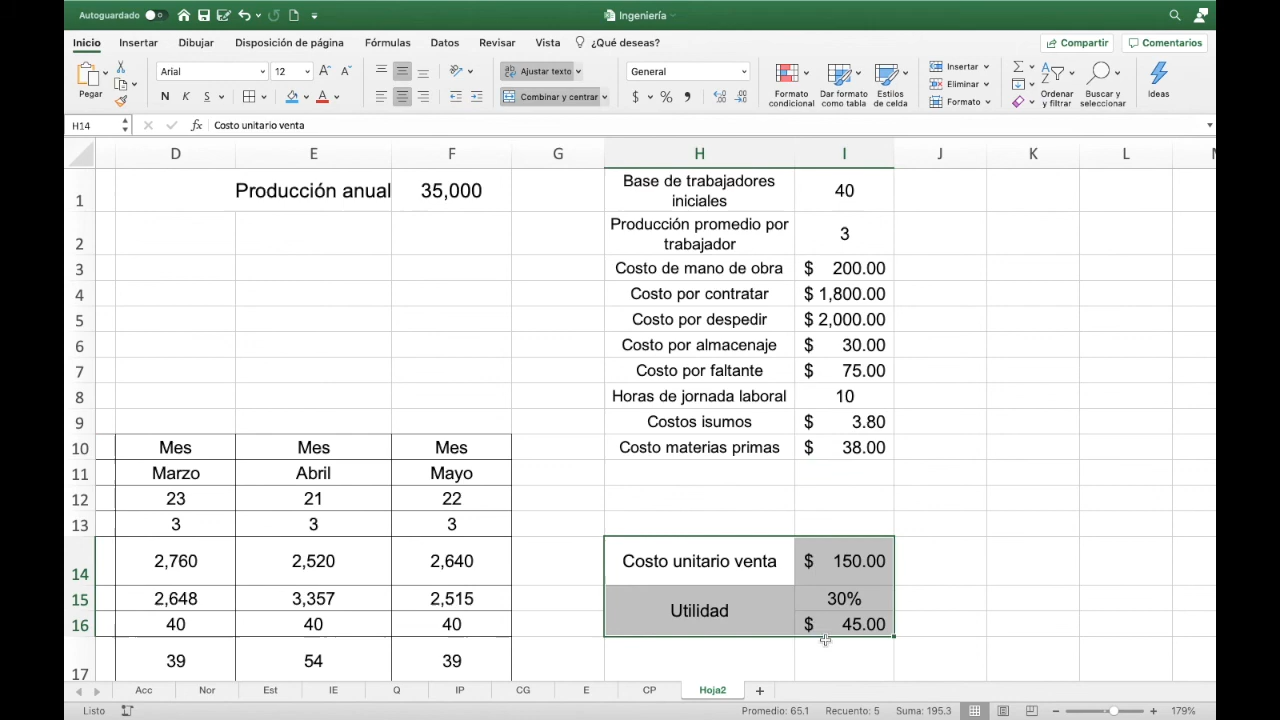 Autoguardado
Ingeniería
Inicio Insertar Dibujar Disposición de página Fórmulas Datos Revisar Vista ¿Qué deseas? Compartir Comentarios
Pegar
Arial 12
N K S
Ajustar texto
Combinar y centrar
General
$ %
Formato condicional
Dar formato como tabla
Estilos de celda
Insertar
Eliminar
Formato
Ordenar y filtrar
Buscar y seleccionar
Ideas
H14 fx Costo unitario venta
D E F G H I J K L
1 Producción anual 35,000 Base de trabajadores iniciales 40
2 Producción promedio por trabajador 3
3 Costo de mano de obra $ 200.00
4 Costo por contratar $ 1,800.00
5 Costo por despedir $ 2,000.00
6 Costo por almacenaje $ 30.00
7 Costo por faltante $ 75.00
8 Horas de jornada laboral 10
9 Costos isumos $ 3.80
10 Mes Mes Mes Costo materias primas $ 38.00
11 Marzo Abril Mayo
12 23 21 22
13 3 3 3
14 2,760 2,520 2,640 Costo unitario venta $ 150.00
15 2,648 3,357 2,515 Utilidad 30%
16 40 40 40 $ 45.00
17 39 54 39
Acc Nor Est IE Q IP CG E CP Hoja2
Listo Promedio: 65.1 Recuento: 5 Suma: 195.3 179%